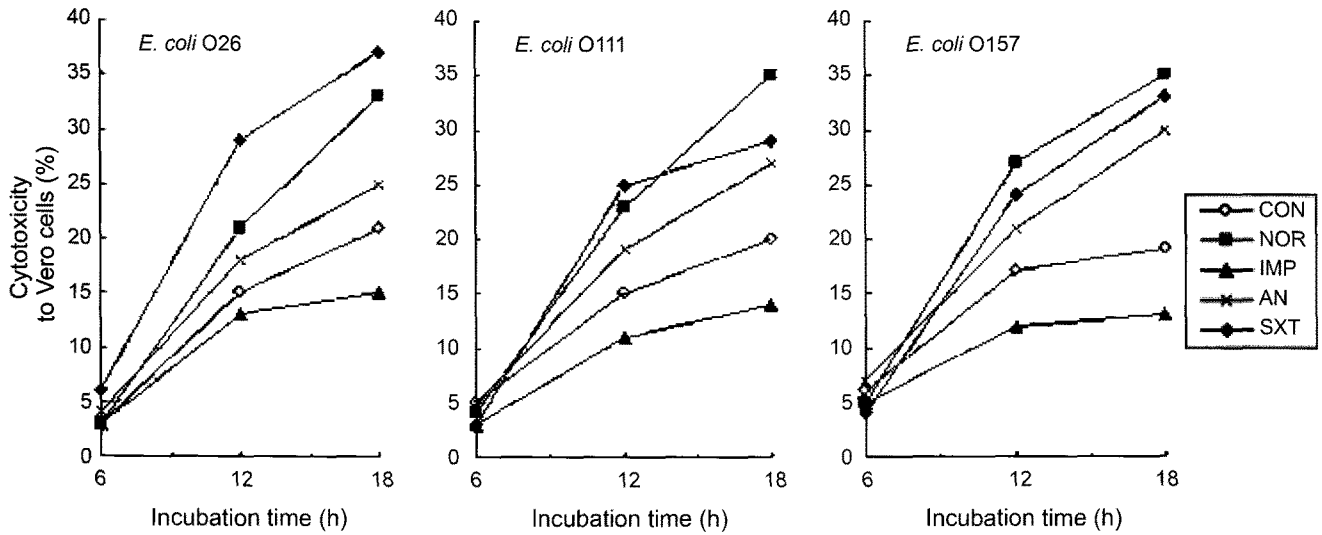 Cytotoxicity
to Vero cells (%)
E. coli O26
40
35
30
25
20
15
10
5
0
6
12
18
Incubation time (h)
E. coli O111
40
35
30
25
20
15
10
5
0
6
12
18
Incubation time (h)
E. coli O157
40
35
30
25
20
15
10
5
0
6
12
18
Incubation time (h)
CON
NOR
IMP
AN
SXT